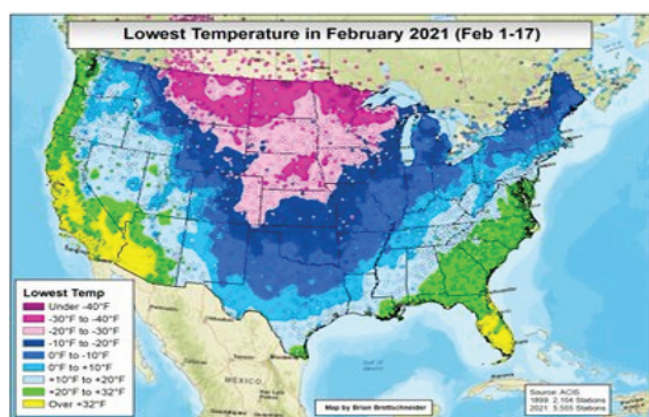 Lowest Temperature in February 2021 (Feb 1-17)
Lowest Temp
Under -40°F
-30°F to -40°F
-20°F to -30°F
-10°F to -20°F
0°F to -10°F
0°F to +10°F
+10°F to +20°F
+20°F to +32°F
Over +32°F
MEXICO
Gulf of
Map by Brian Brettschneider
Source: ACIS
1899: 2,164 Stations
2021: 5,555 Stations